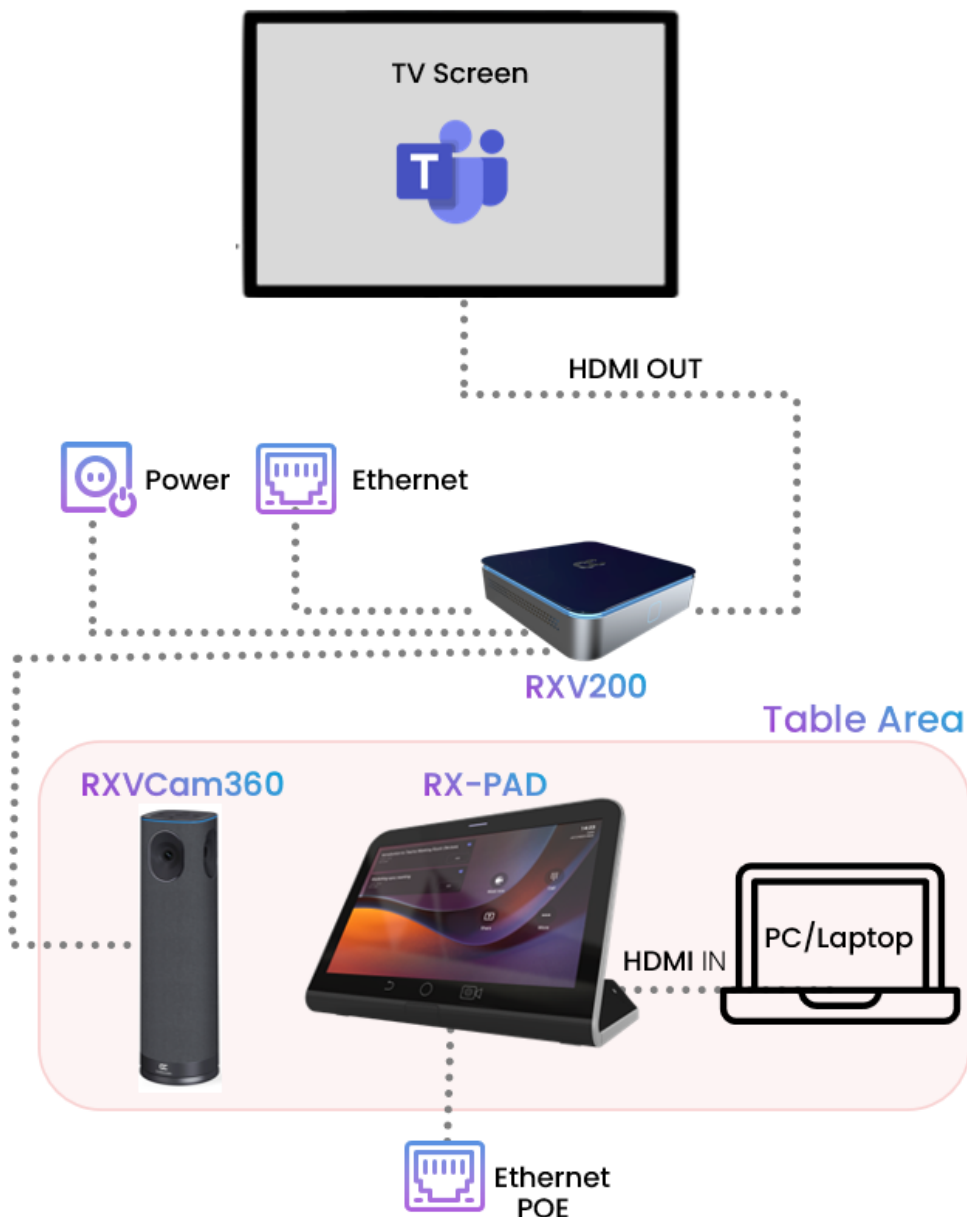 TV Screen
T
HDMI OUT
Power
Ethernet
RXV200
Table Area
RXVCam360
RX-PAD
PC/Laptop
HDMI IN
Ethernet
POE